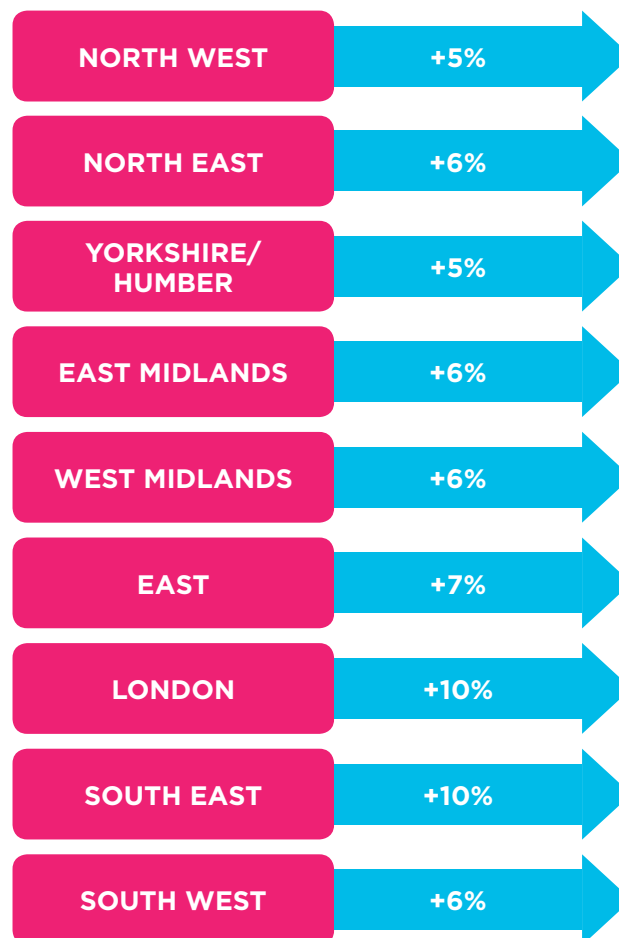 NORTH WEST +5%
NORTH EAST +6%
YORKSHIRE/
HUMBER +5%
EAST MIDLANDS +6%
WEST MIDLANDS +6%
EAST +7%
LONDON +10%
SOUTH EAST +10%
SOUTH WEST +6%